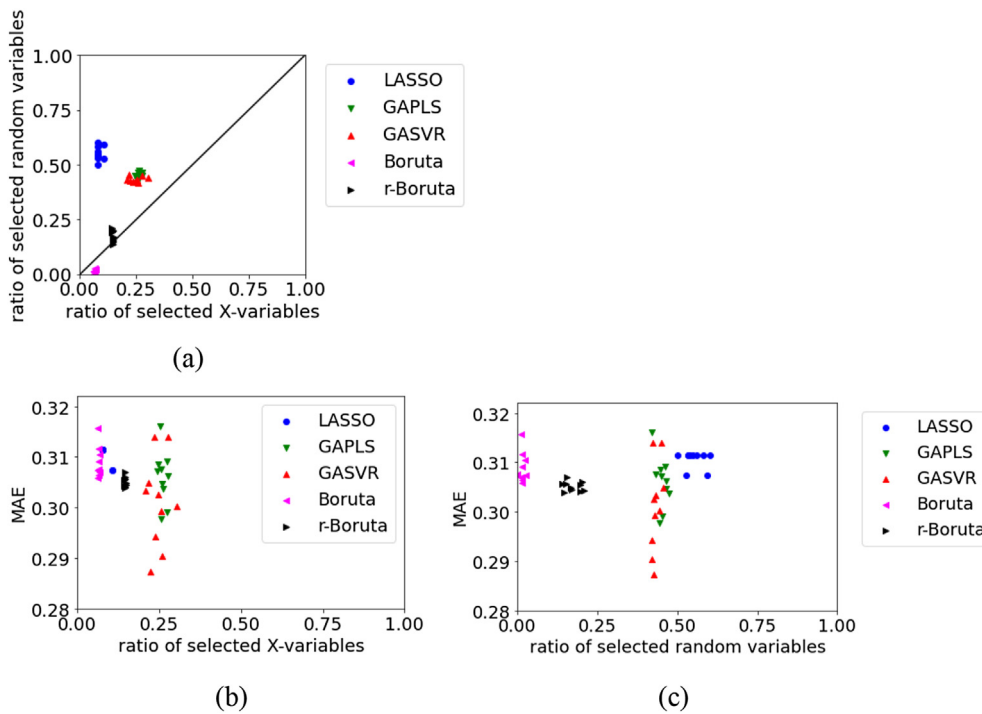 ratio of selected random variables
1.00
0.75
0.50
0.25
0.00
0.00 0.25 0.50 0.75 1.00
ratio of selected X-variables
LASSO
GAPLS
GASVR
Boruta
r-Boruta
(a)
MAE
0.32
0.31
0.30
0.29
0.28
0.00 0.25 0.50 0.75 1.00
ratio of selected X-variables
LASSO
GAPLS
GASVR
Boruta
r-Boruta
(b)
MAE
0.32
0.31
0.30
0.29
0.28
0.00 0.25 0.50 0.75 1.00
ratio of selected random variables
LASSO
GAPLS
GASVR
Boruta
r-Boruta
(c)